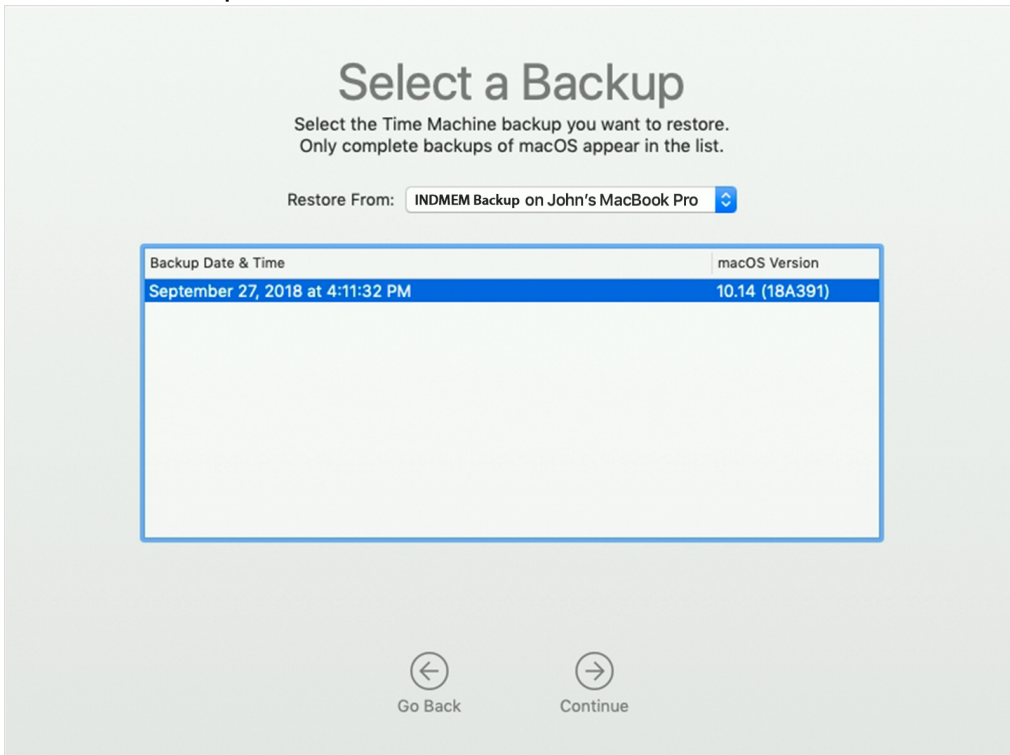 Select a Backup
Select the Time Machine backup you want to restore.
Only complete backups of macOS appear in the list.
Restore From: INDMEM Backup on John's MacBook Pro
Backup Date & Time macOS Version
September 27, 2018 at 4:11:32 PM 10.14 (18A391)
Go Back Continue